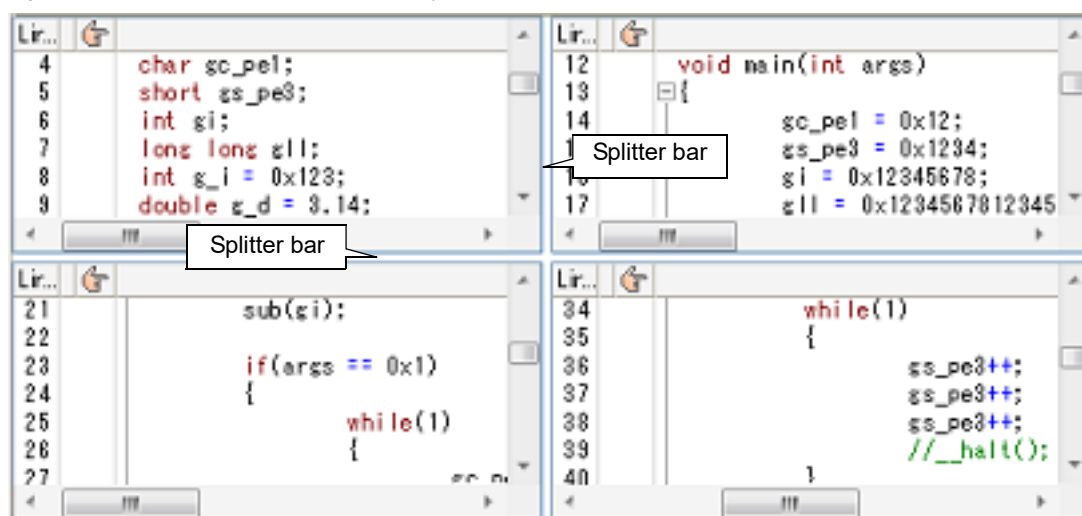 Lir...
4 char gc_pe1;
5 short gs_pe3;
6 int gi;
7 long long gll;
8 int g_i = 0x123;
9 double g_d = 3.14;
Splitter bar
Lir...
12 void main(int args)
13 {
14 gc_pe1 = 0x12;
gs_pe3 = 0x1234;
gi = 0x12345678;
17 gll = 0x1234567812345
Splitter bar
Lir...
21 sub(gi);
22
23 if(args == 0x1)
24 {
25 while(1)
26 {
27
Lir...
34 while(1)
35 {
36 gs_pe3++;
37 gs_pe3++;
38 gs_pe3++;
39 //__halt();
40 }